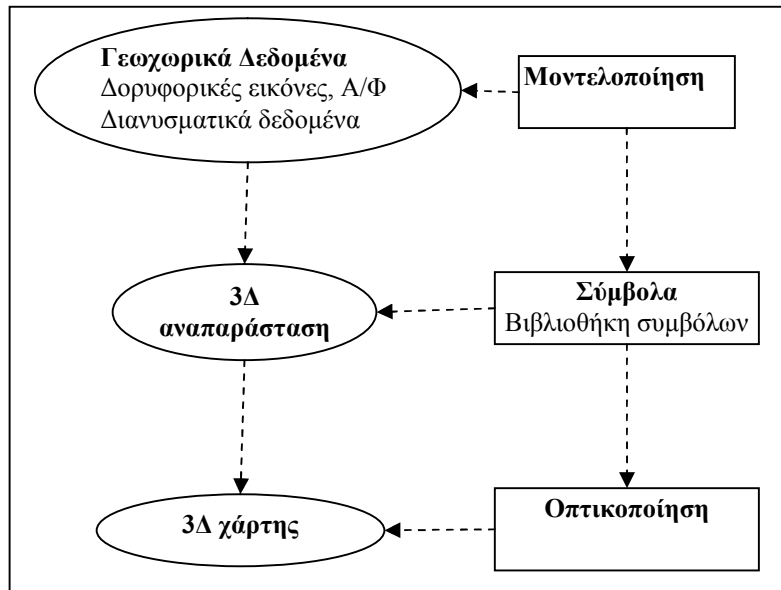 Γεωχωρικά Δεδομένα
Δορυφορικές εικόνες, Α/Φ
Διανυσματικά δεδομένα
Μοντελοποίηση
3Δ
αναπαράσταση
Σύμβολα
Βιβλιοθήκη συμβόλων
3Δ χάρτης
Οπτικοποίηση